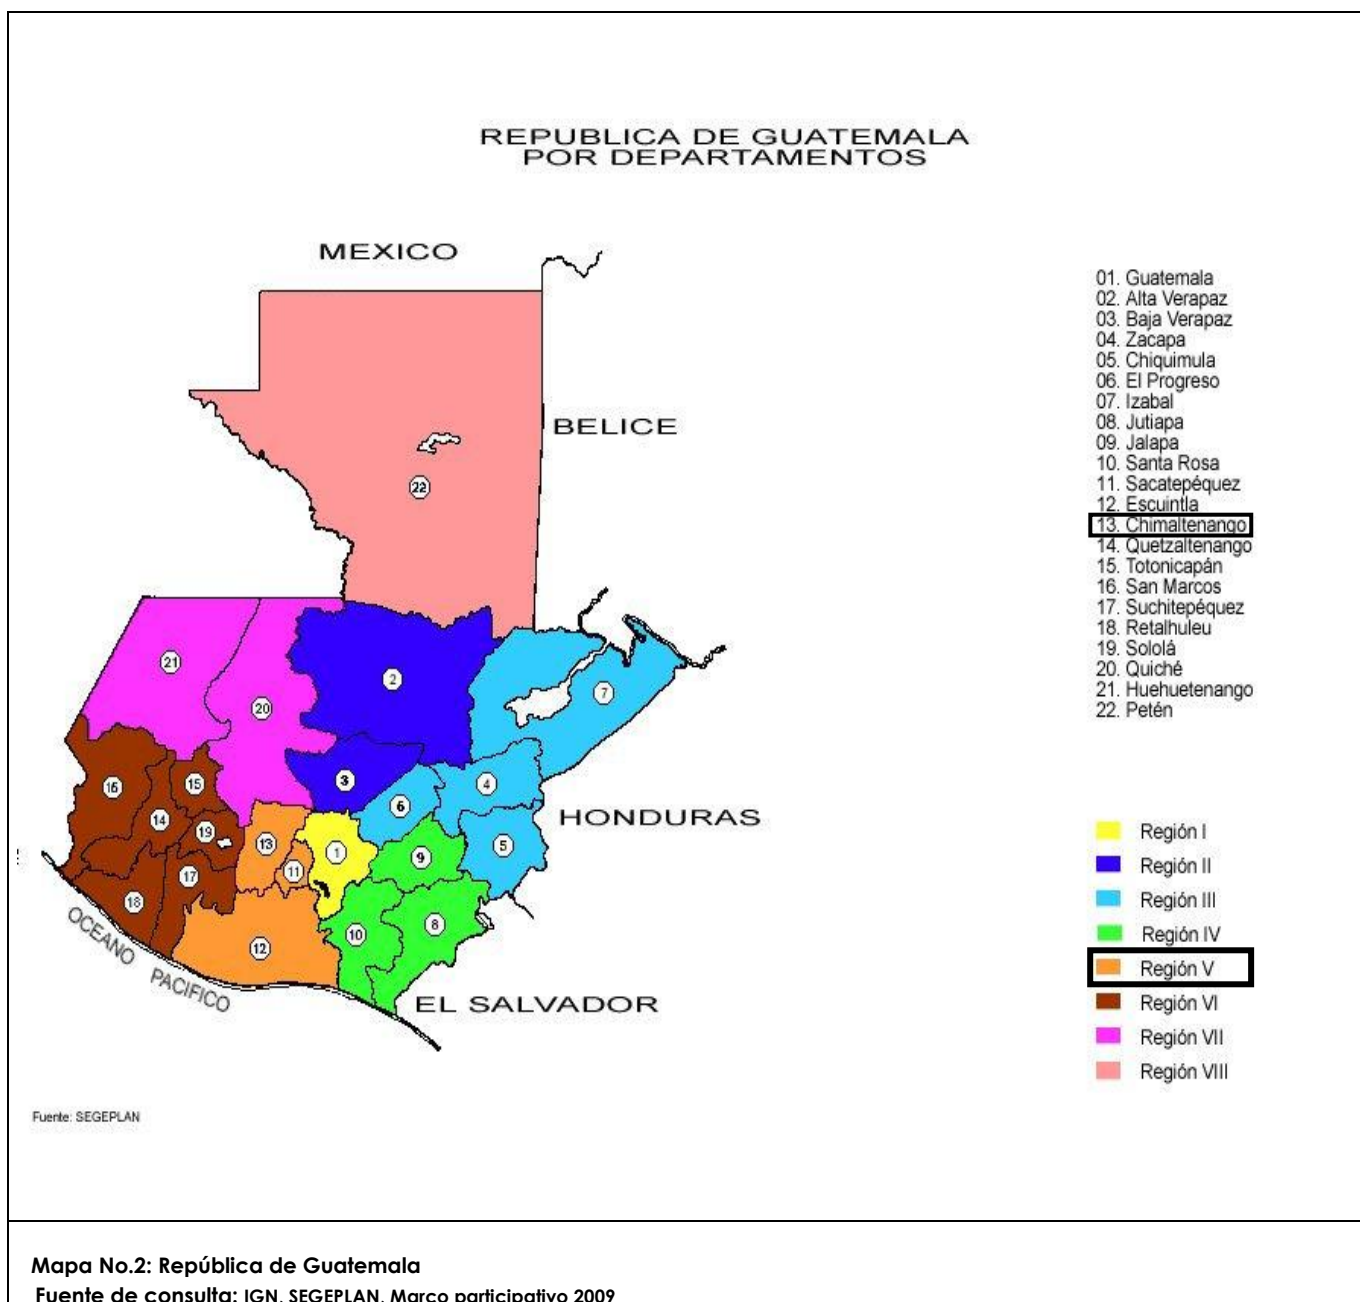 REPUBLICA DE GUATEMALA
POR DEPARTAMENTOS
MEXICO
BELICE
HONDURAS
EL SALVADOR
OCEANO PACIFICO
22
21
20
2
7
3
16
15
14
19
6
4
5
13
11
1
9
17
18
12
10
8
01. Guatemala
02. Alta Verapaz
03. Baja Verapaz
04. Zacapa
05. Chiquimula
06. El Progreso
07. Izabal
08. Jutiapa
09. Jalapa
10. Santa Rosa
11. Sacatepéquez
12. Escuintla
13. Chimaltenango
14. Quetzaltenango
15. Totonicapán
16. San Marcos
17. Suchitepéquez
18. Retalhuleu
19. Sololá
20. Quiché
21. Huehuetenango
22. Petén
Región I
Región II
Región III
Región IV
Región V
Región VI
Región VII
Región VIII
Fuente: SEGEPLAN
Mapa No.2: República de Guatemala
Fuente de consulta: IGN, SEGEPLAN, Marco participativo 2009